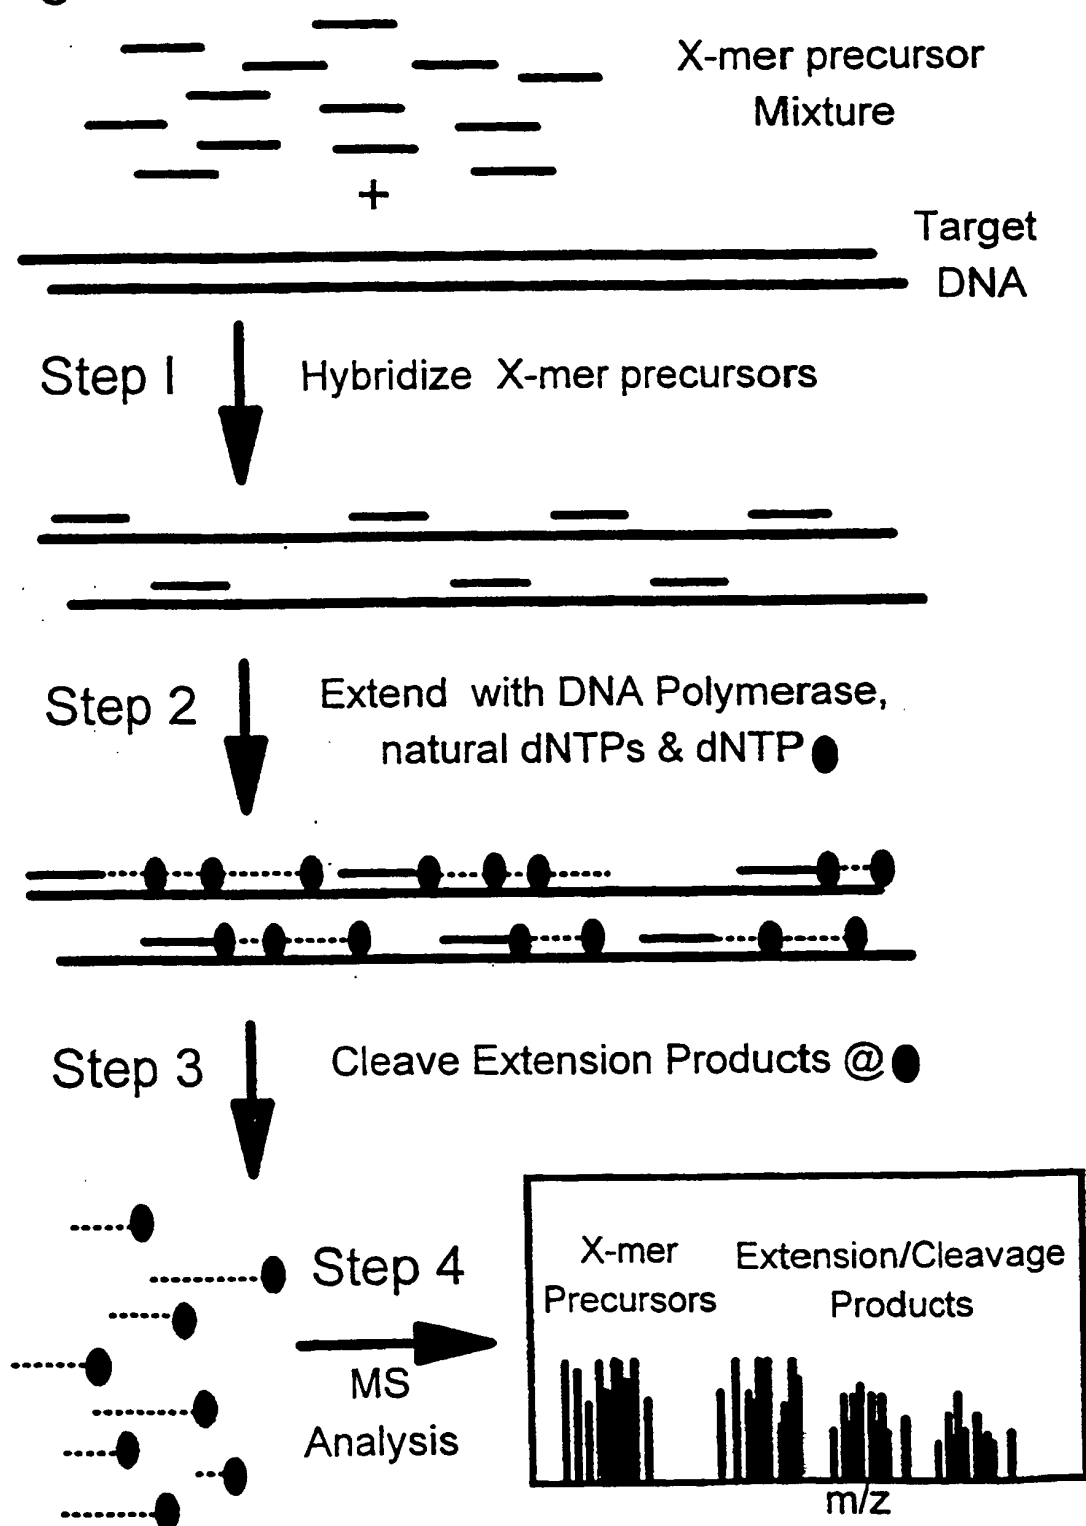 X-mer precursor
Mixture
+
Target
DNA
Step I
Hybridize X-mer precursors
Step 2
Extend with DNA Polymerase,
natural dNTPs & dNTP
Step 3
Cleave Extension Products @
Step 4
MS
Analysis
X-mer
Precursors
Extension/Cleavage
Products
m/z